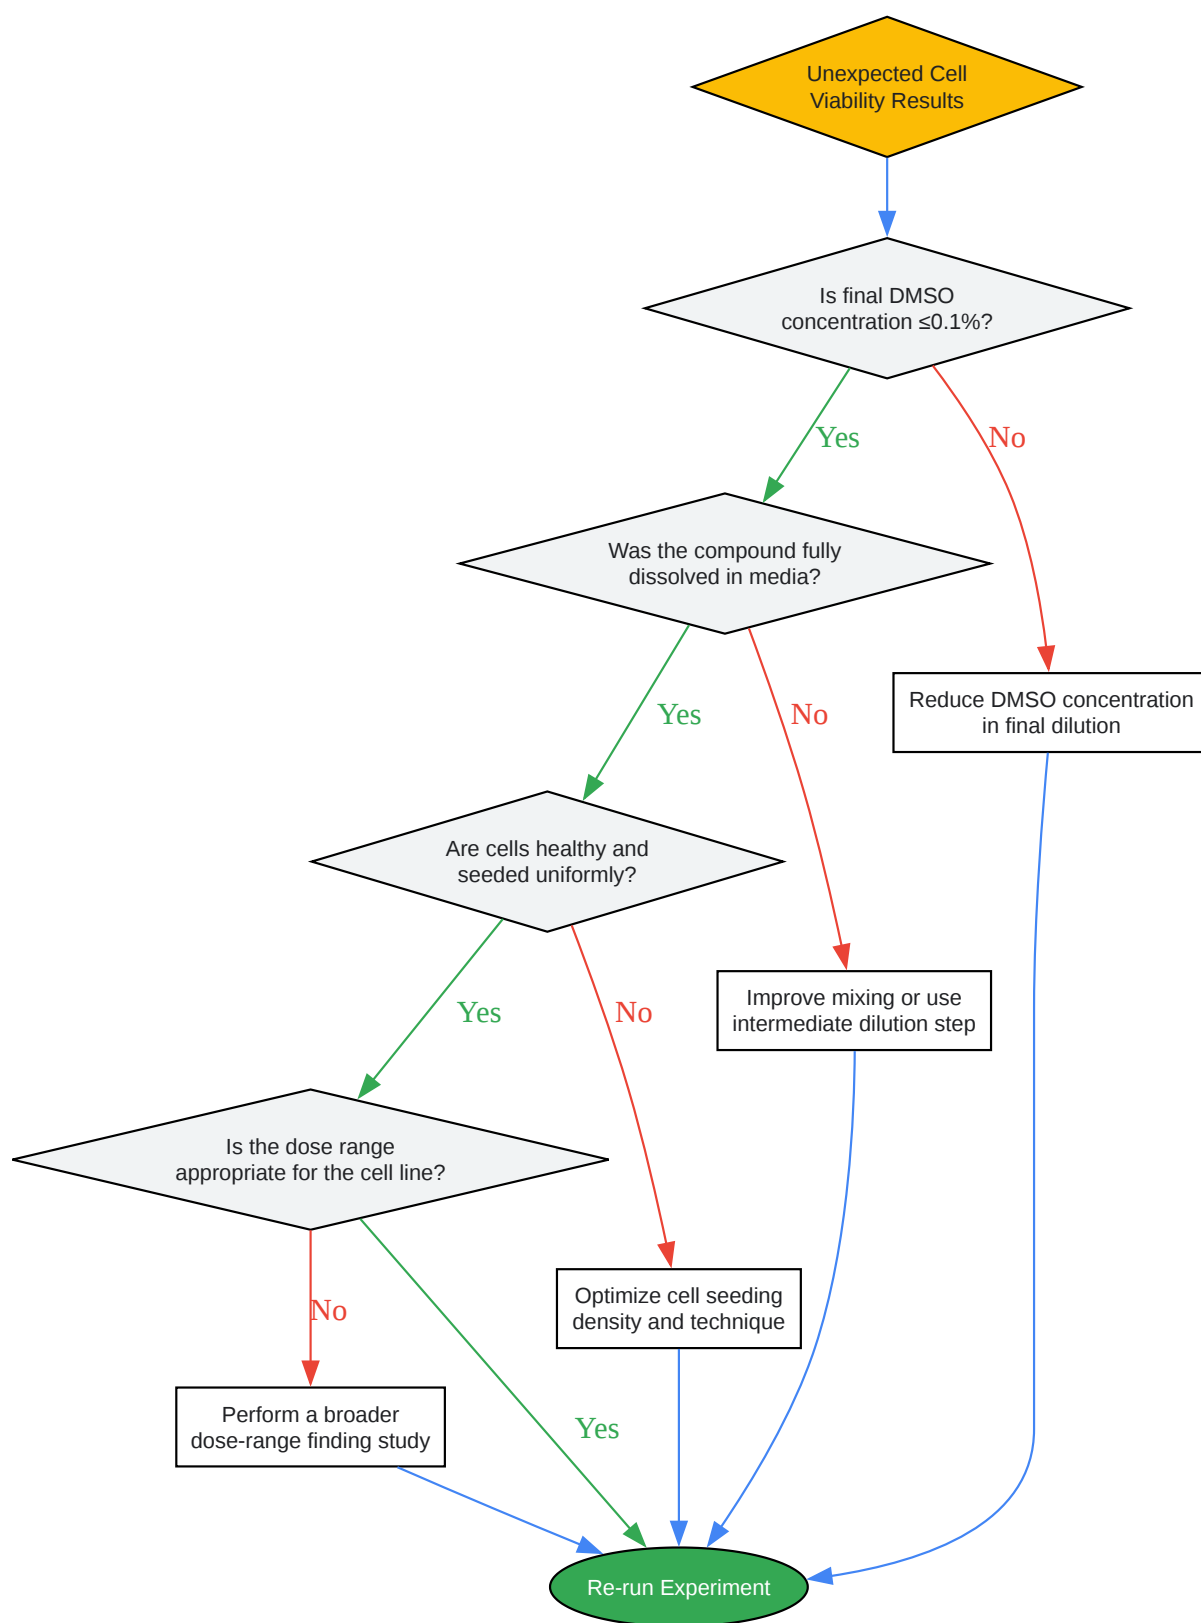 Unexpected Cell
Viability Results
Is final DMSO
concentration ≤0.1%?
Yes
No
Was the compound fully
dissolved in media?
Yes
No
Reduce DMSO concentration
in final dilution
Are cells healthy and
seeded uniformly?
Yes
No
Improve mixing or use
intermediate dilution step
Is the dose range
appropriate for the cell line?
No
Yes
Optimize cell seeding
density and technique
Perform a broader
dose-range finding study
Re-run Experiment